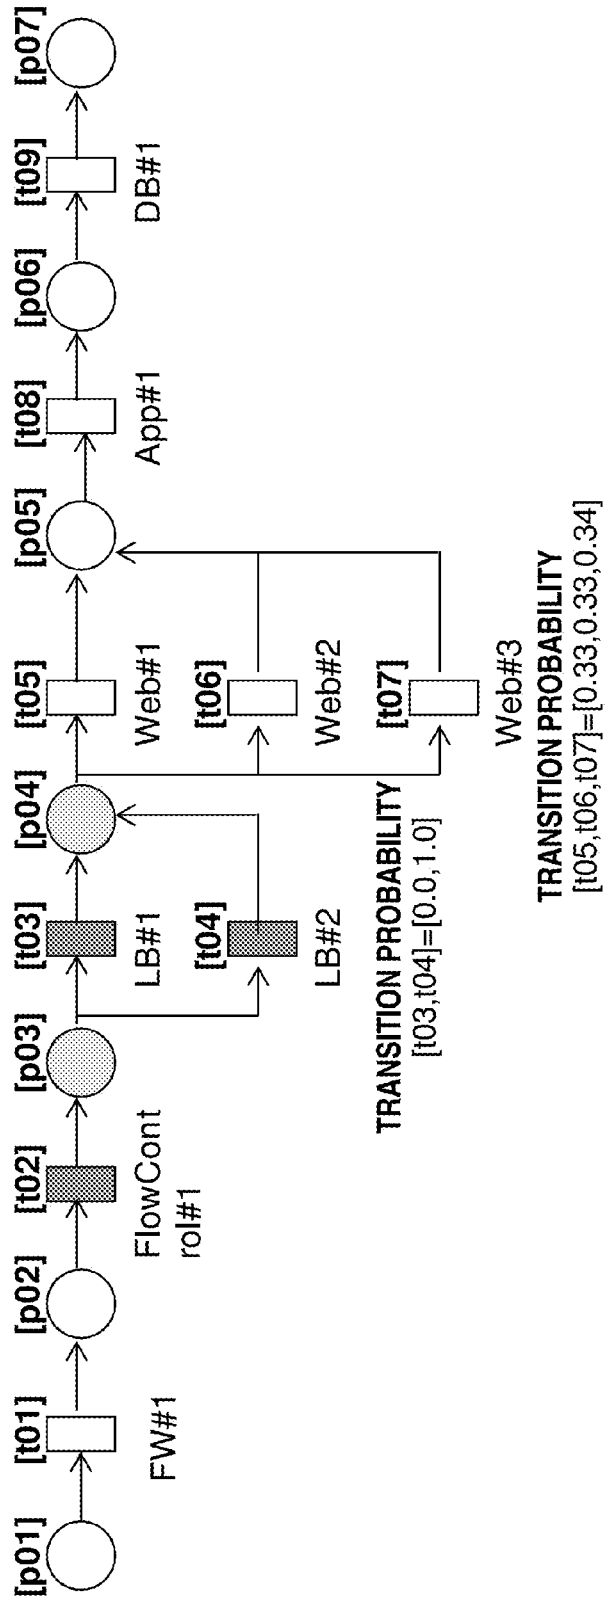 [p01]
[t01]
[p02]
[t02]
[p03]
[t03]
[p04]
[t05]
[p05]
[t08]
[p06]
[t09]
[p07]
FW#1
FlowCont
rol#1
LB#1
Web#1
App#1
DB#1
[t04]
[t06]
LB#2
Web#2
[t07]
TRANSITION PROBABILITY
[t03,t04]=[0.0,1.0]
Web#3
TRANSITION PROBABILITY
[t05,t06,t07]=[0.33,0.33,0.34]